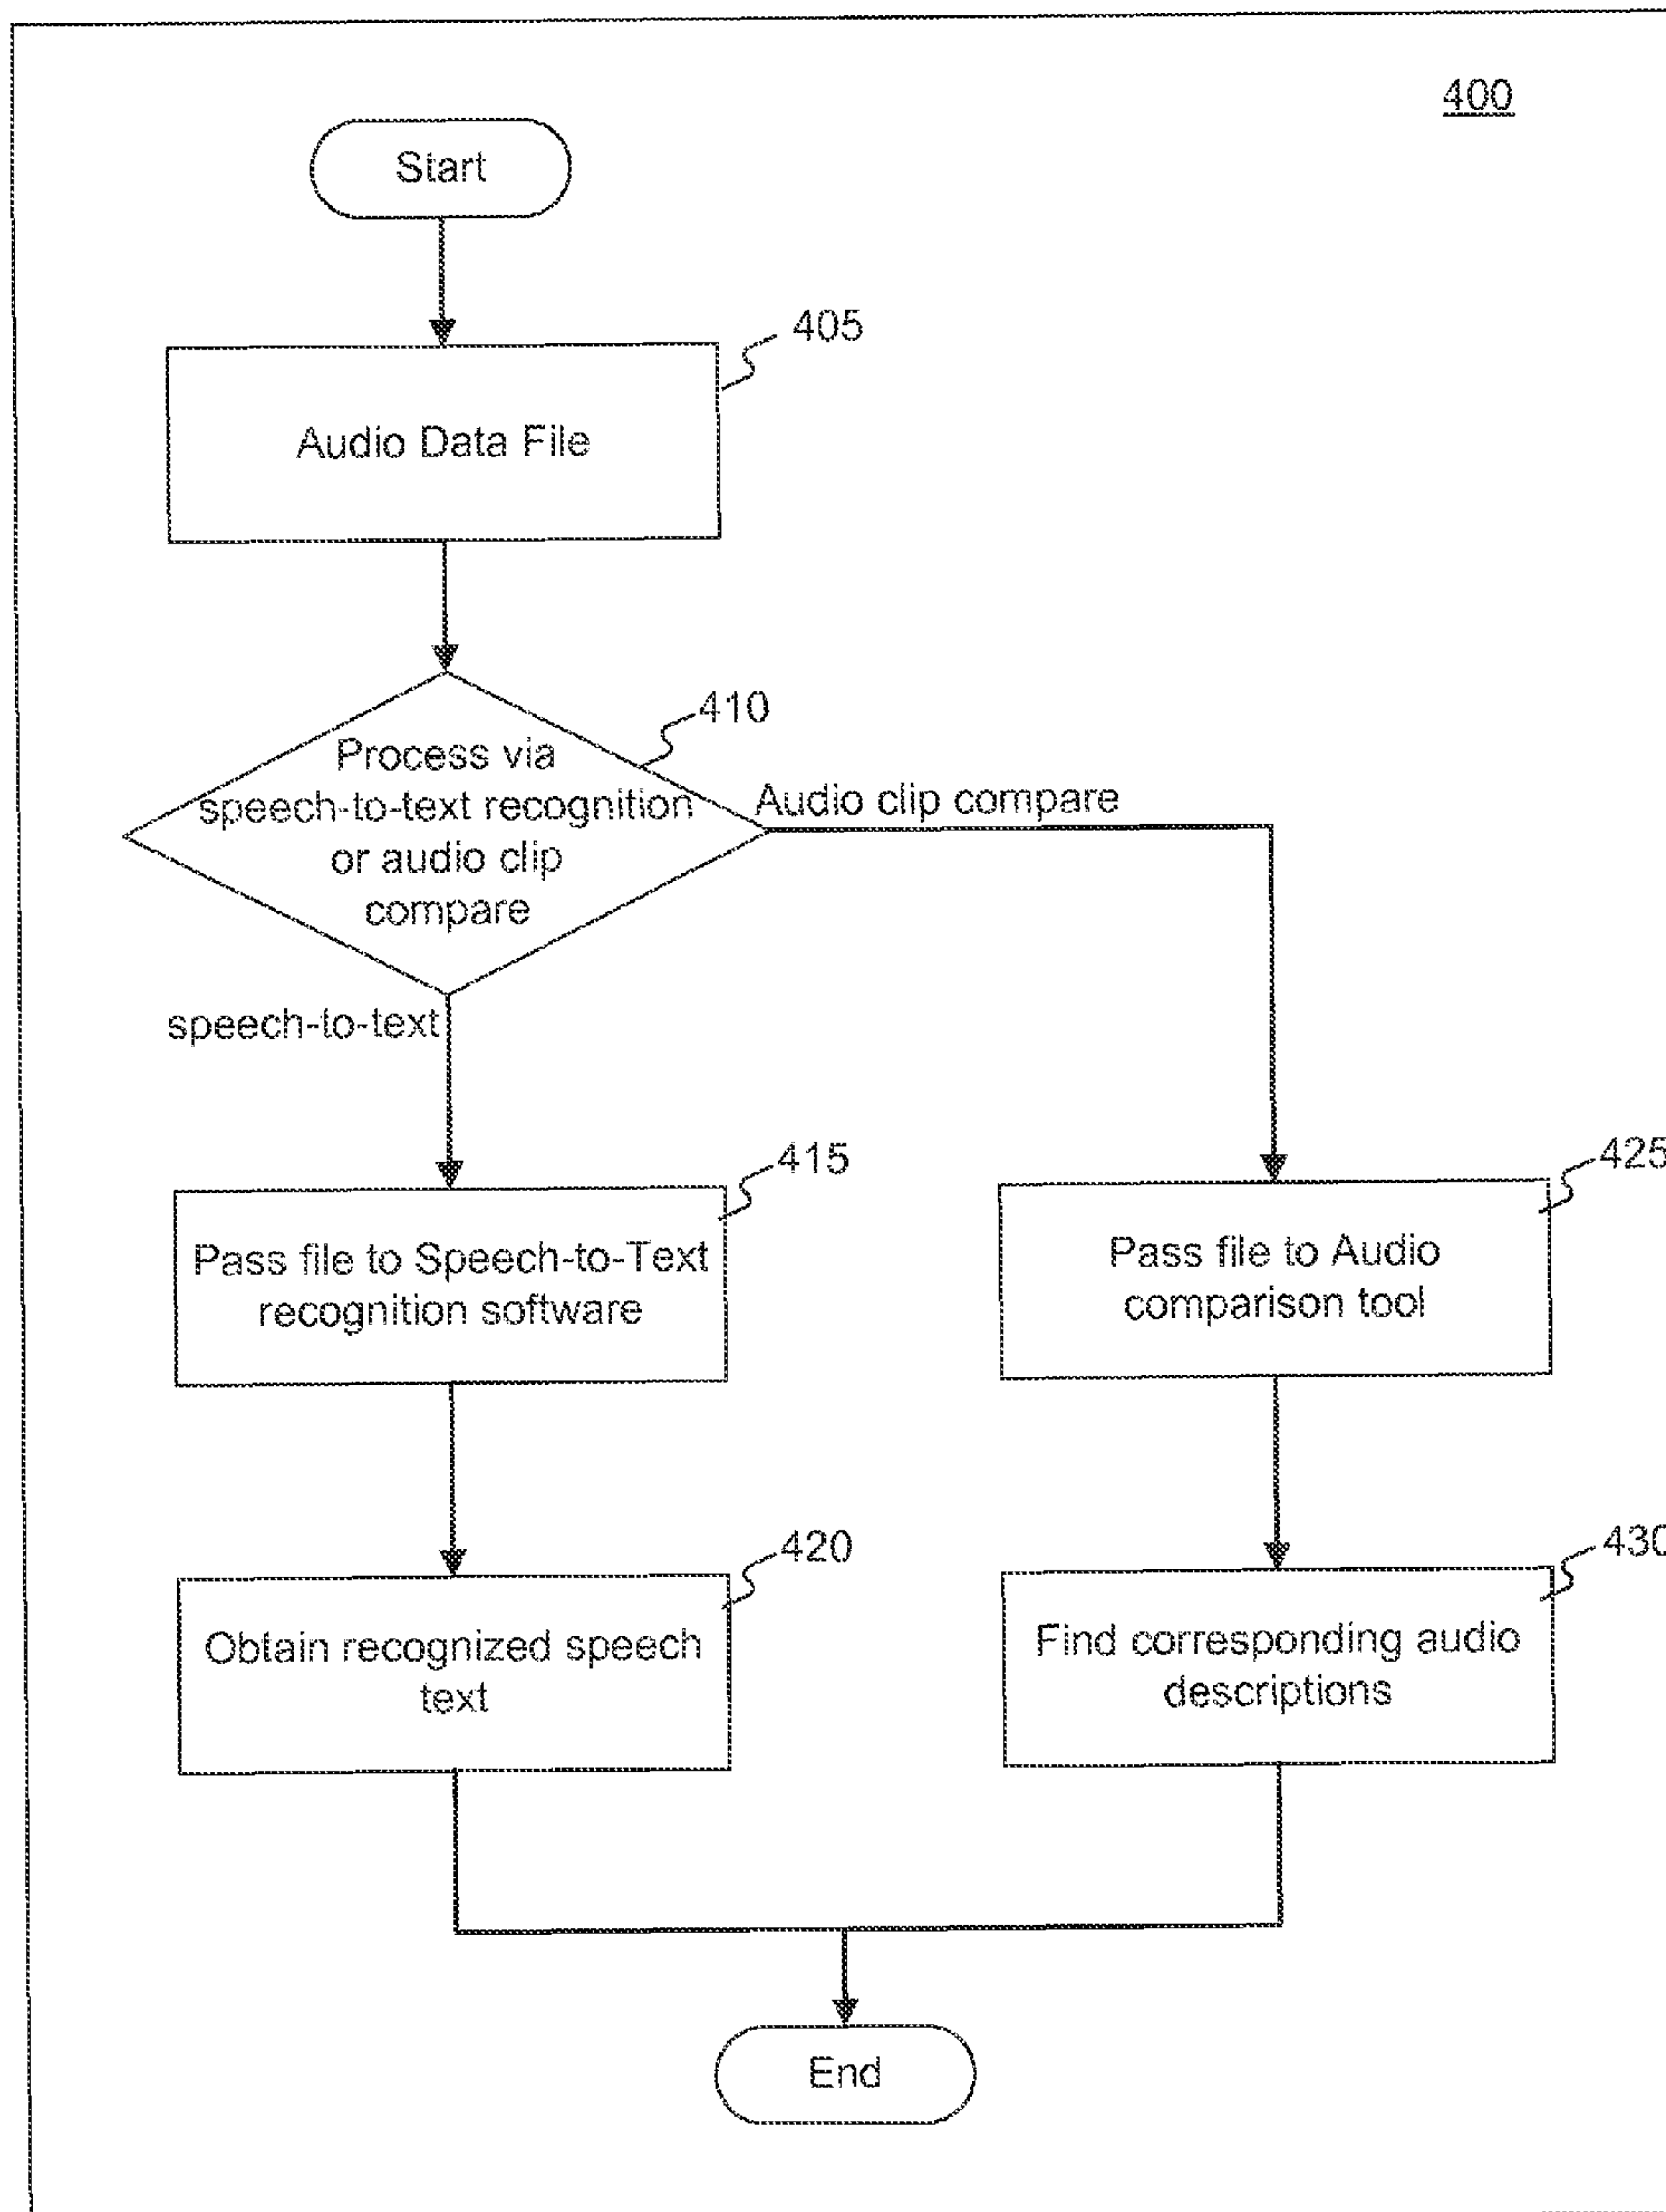 400
Start
405
Audio Data File
410
Process via
speech-to-text recognition
or audio clip
compare
Audio clip compare
speech-to-text
415
Pass file to Speech-to-Text
recognition software
425
Pass file to Audio
comparison tool
420
Obtain recognized speech
text
430
Find corresponding audio
descriptions
End